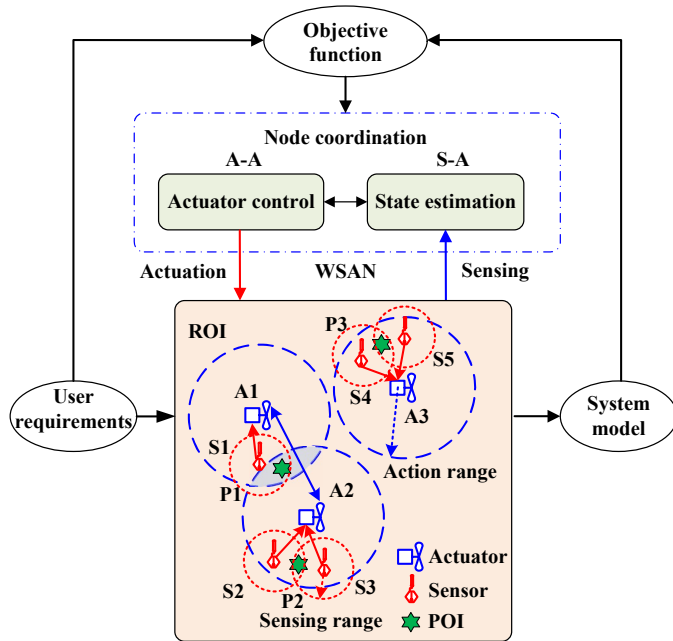 Objective
function
Node coordination
A-A
S-A
Actuator control
State estimation
Actuation
WSAN
Sensing
ROI
P3
S5
S4
A3
A1
S1
P1
Action range
A2
User
requirements
System
model
S2
P2
S3
Sensing range
Actuator
Sensor
POI